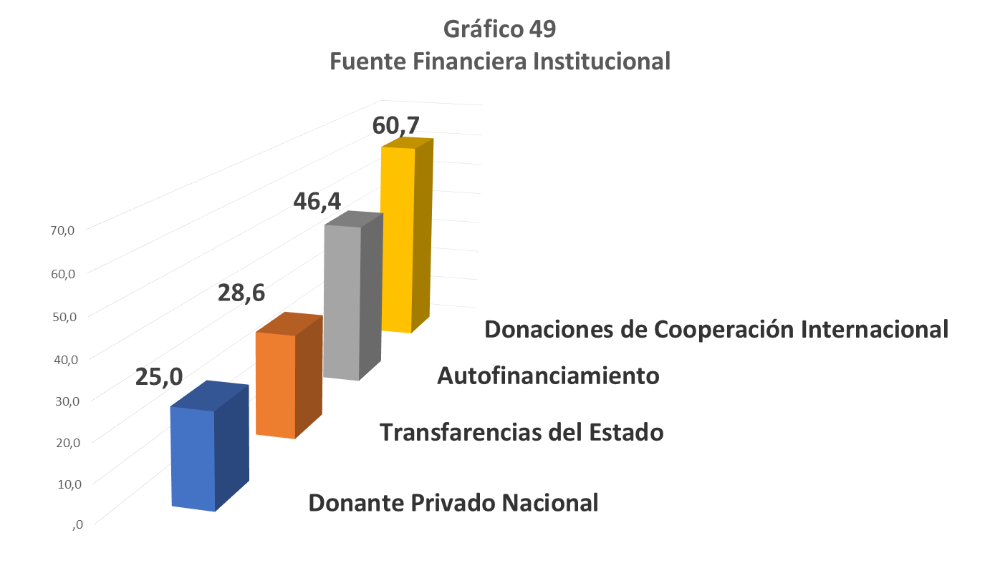 Gráfico 49
Fuente Financiera Institucional
60,7
46,4
28,6
25,0
70,0
60,0
50,0
40,0
30,0
20,0
10,0
,0
Donaciones de Cooperación Internacional
Autofinanciamiento
Transfarencias del Estado
Donante Privado Nacional